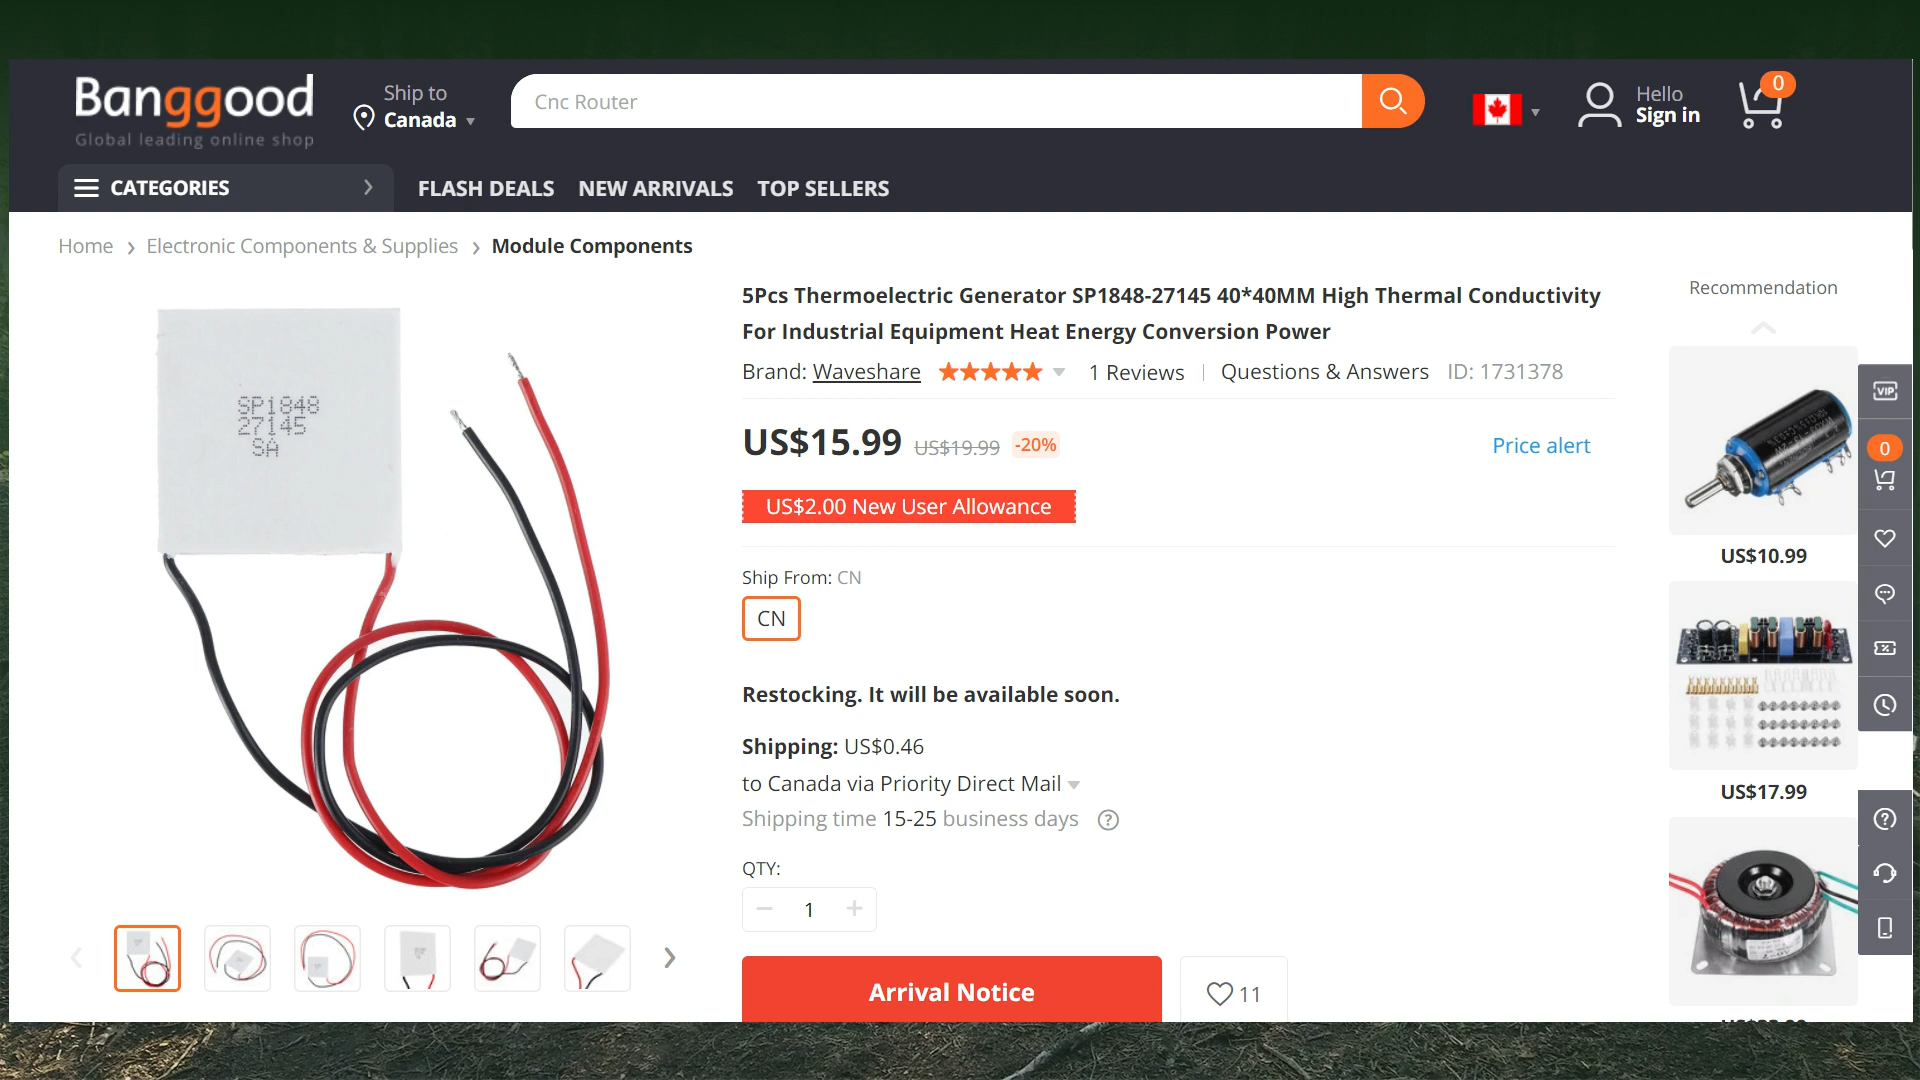 Banggood
Global leading online shop
Ship to
Canada
Cnc Router
Hello
Sign in
0
CATEGORIES
FLASH DEALS
NEW ARRIVALS
TOP SELLERS
Home > Electronic Components & Supplies > Module Components
SP1848
27145
SA
5Pcs Thermoelectric Generator SP1848-27145 40*40MM High Thermal Conductivity
For Industrial Equipment Heat Energy Conversion Power
Brand: Waveshare
1 Reviews
Questions & Answers
ID: 1731378
US$15.99 US$19.99 -20%
Price alert
US$2.00 New User Allowance
Ship From: CN
CN
Restocking. It will be available soon.
Shipping: US$0.46
to Canada via Priority Direct Mail
Shipping time 15-25 business days
QTY:
1
Arrival Notice
11
Recommendation
US$10.99
US$17.99
VIP
0